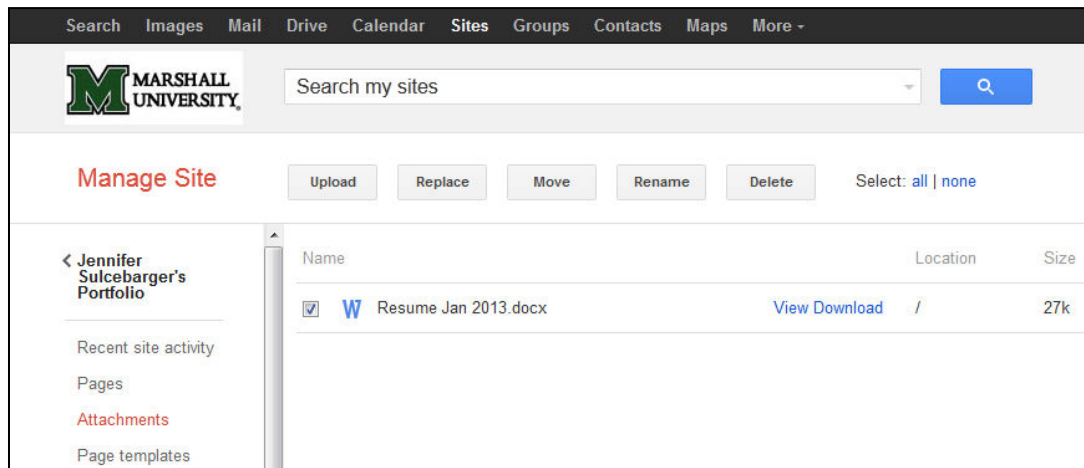 Search Images Mail Drive Calendar Sites Groups Contacts Maps More
MARSHALL
UNIVERSITY
Search my sites
Manage Site
Upload Replace Move Rename Delete Select: all | none
Jennifer
Sulcebarger's
Portfolio
Recent site activity
Pages
Attachments
Page templates
Name Location Size
Resume Jan 2013.docx View Download / 27k